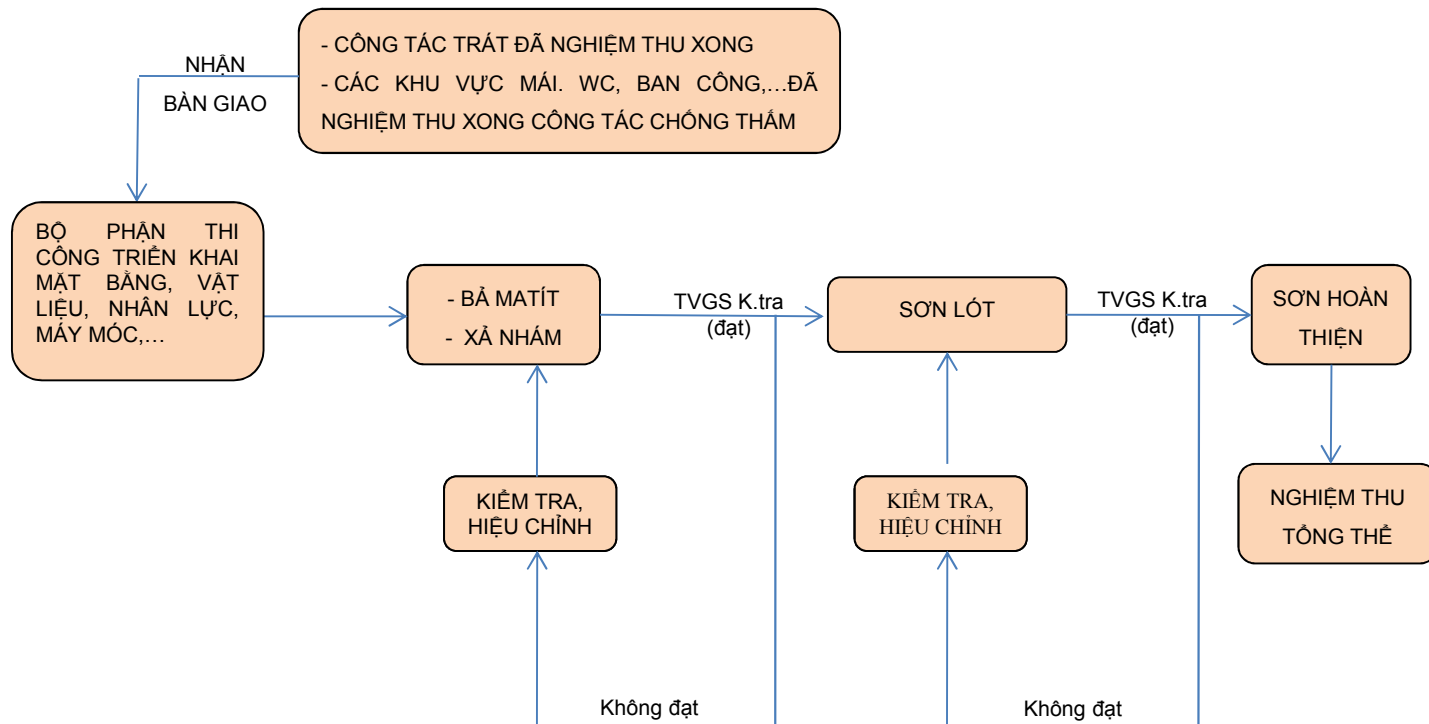 - CÔNG TÁC TRÁT ĐÃ NGHIỆM THU XONG
- CÁC KHU VỰC MÁI. WC, BAN CÔNG,…ĐÃ
NGHIỆM THU XONG CÔNG TÁC CHỐNG THẤM
NHẬN
BÀN GIAO
BỘ PHẬN THI
CÔNG TRIỂN KHAI
MẶT BẰNG, VẬT
LIỆU, NHÂN LỰC,
MÁY MÓC,…
- BẢ MATÍT
- XẢ NHÁM
TVGS K.tra
(đạt)
SƠN LÓT
TVGS K.tra
(đạt)
SƠN HOÀN
THIỆN
KIỂM TRA,
HIỆU CHỈNH
KIỂM TRA,
HIỆU CHỈNH
NGHIỆM THU
TỔNG THỂ
Không đạt
Không đạt